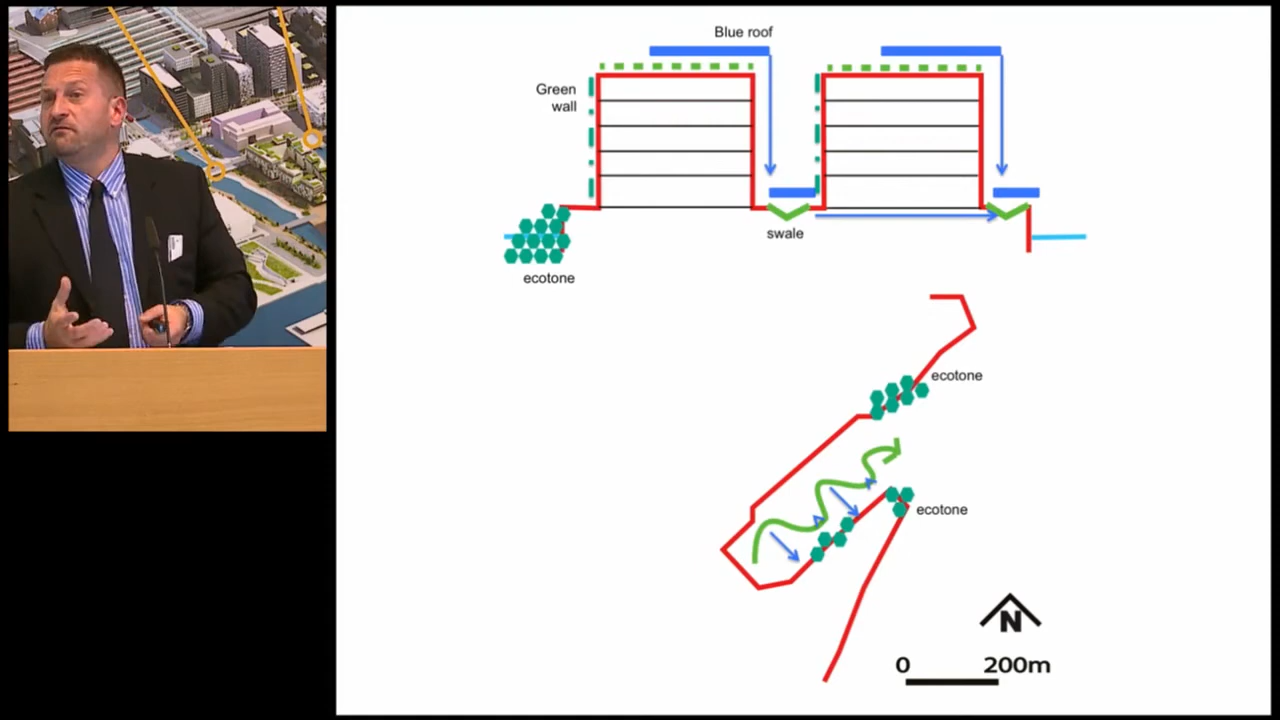 Blue roof
Green
wall
swale
ecotone
ecotone
ecotone
N
0 200m